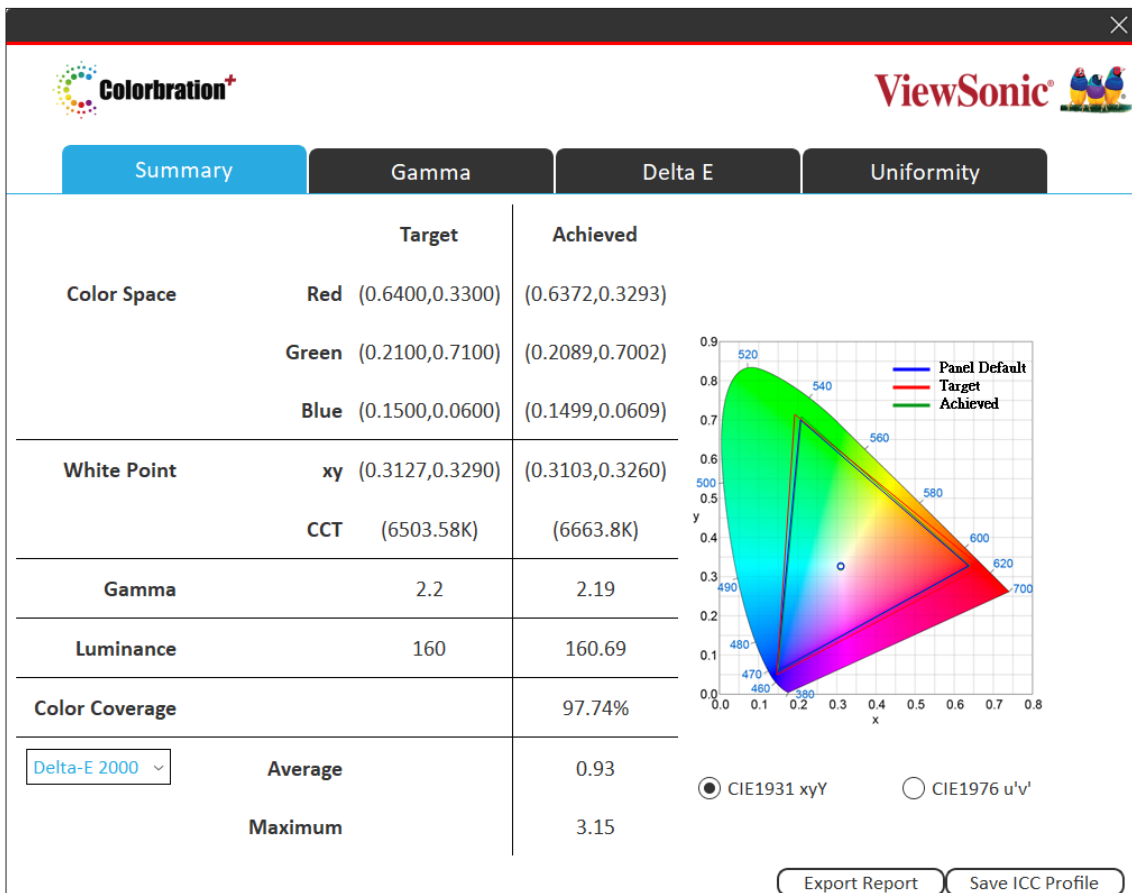 Colorbration+
ViewSonic®
Summary Gamma Delta E Uniformity
Target Achieved
Color Space Red (0.6400,0.3300) (0.6372,0.3293)
Green (0.2100,0.7100) (0.2089,0.7002)
Blue (0.1500,0.0600) (0.1499,0.0609)
White Point xy (0.3127,0.3290) (0.3103,0.3260)
CCT (6503.58K) (6663.8K)
Gamma 2.2 2.19
Luminance 160 160.69
Color Coverage 97.74%
Delta-E 2000 Average 0.93
Maximum 3.15
Panel Default
Target
Achieved
0.9
0.8
0.7
0.6
0.5
0.4
0.3
0.2
0.1
0.0
y
520
540
560
580
600
620
700
500
490
480
470
460
380
0.0 0.1 0.2 0.3 0.4 0.5 0.6 0.7 0.8
x
CIE1931 xyY CIE1976 u'v'
Export Report Save ICC Profile